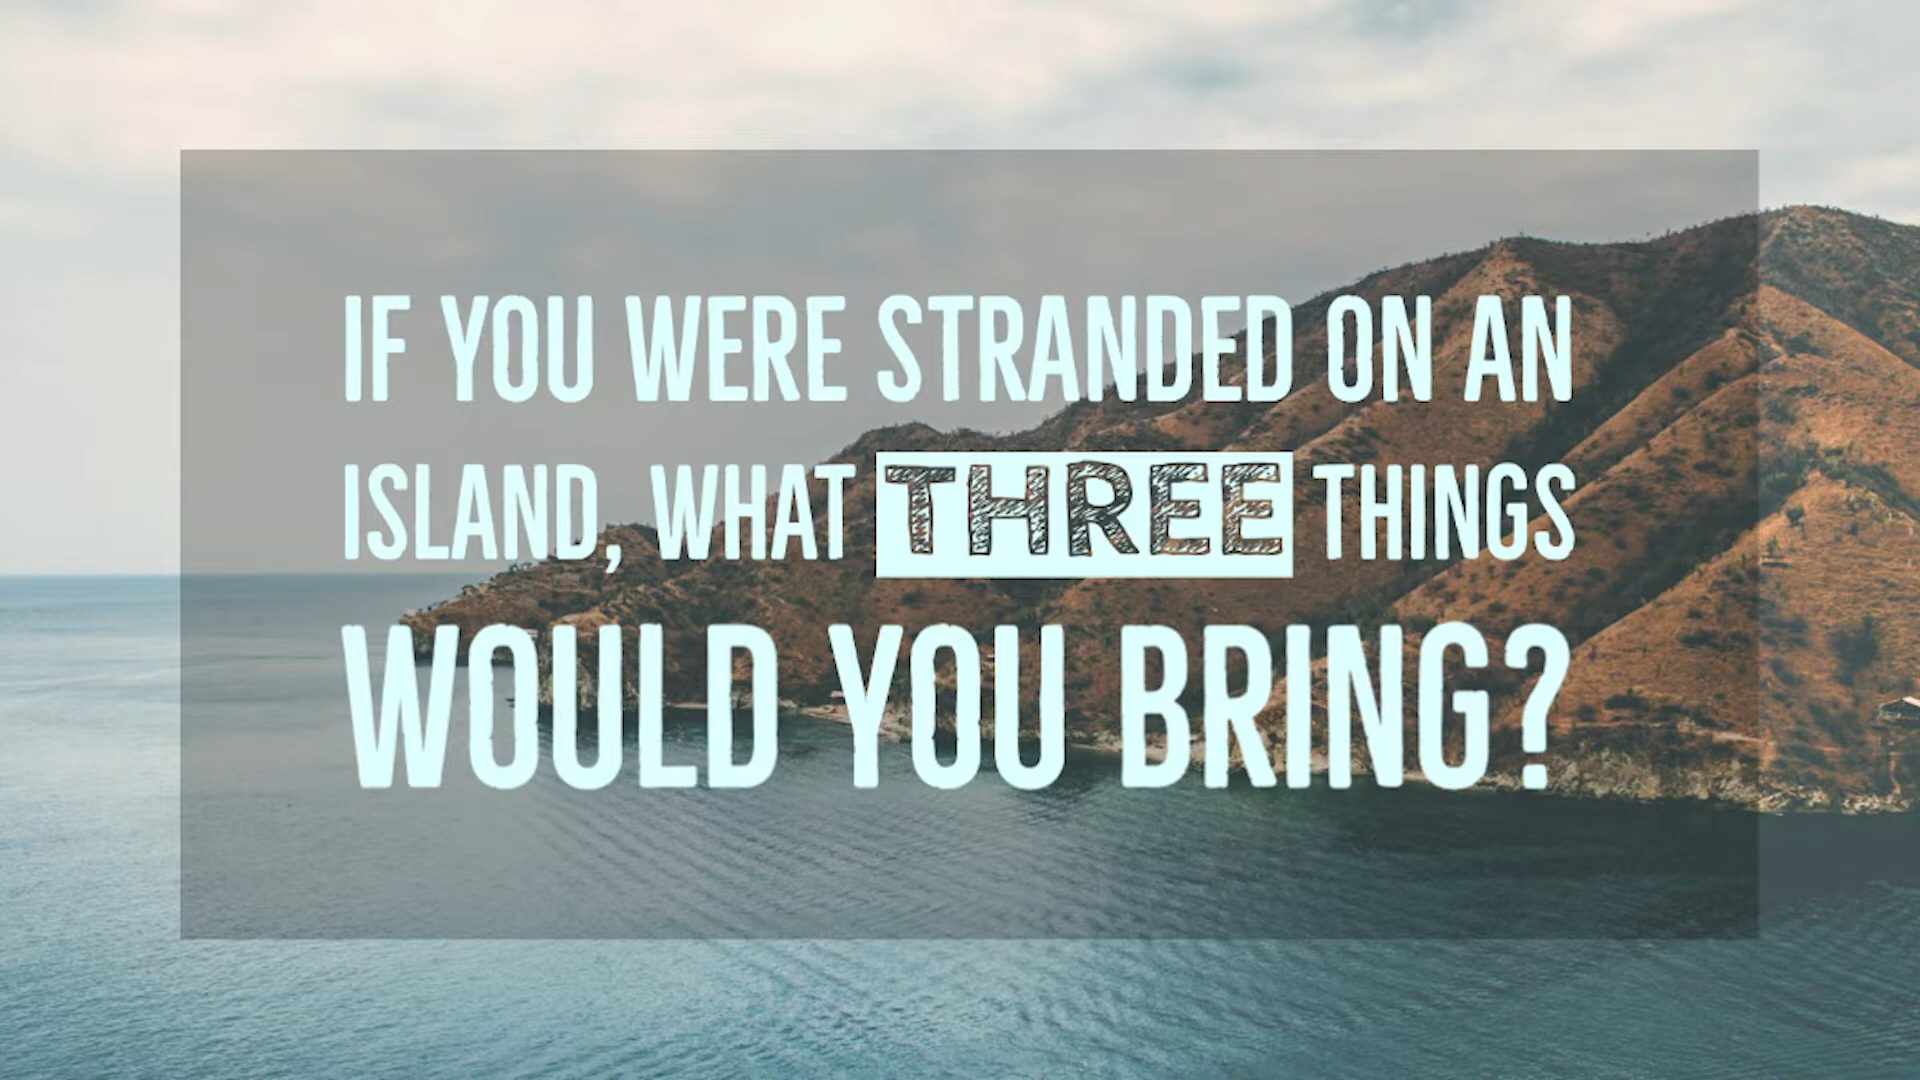 IF YOU WERE STRANDED ON AN
ISLAND, WHAT THREE THINGS
WOULD YOU BRING?